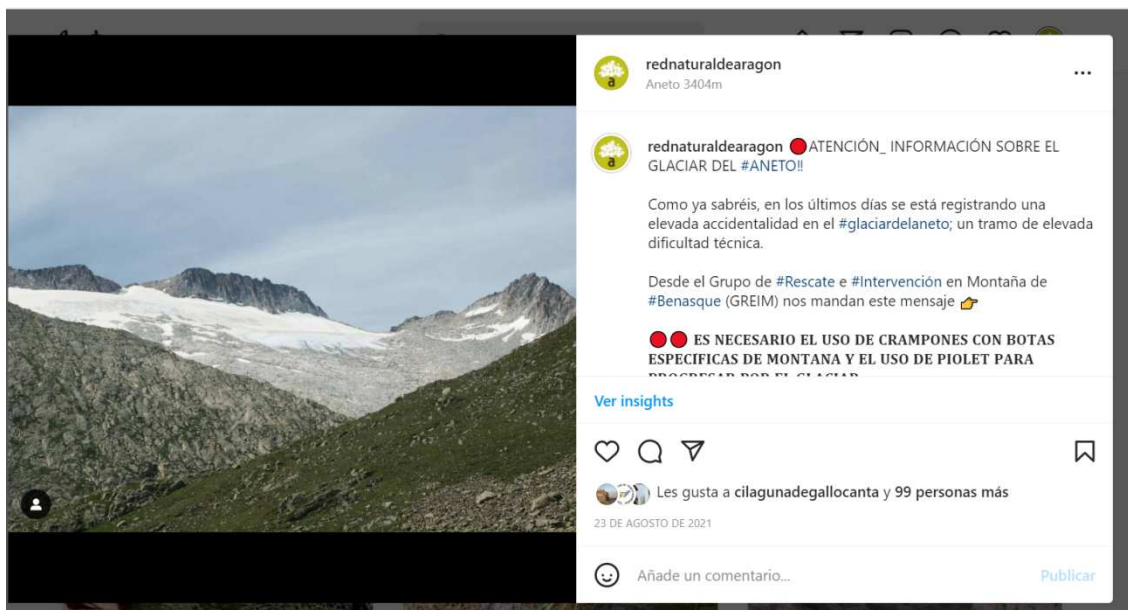 rednaturaldearagon
Aneto 3404m
rednaturaldearagon 🔴ATENCIÓN_ INFORMACIÓN SOBRE EL
GLACIAR DEL #ANETO!!
Como ya sabréis, en los últimos días se está registrando una
elevada accidentalidad en el #glaciardelaneto; un tramo de elevada
dificultad técnica.
Desde el Grupo de #Rescate e #Intervención en Montaña de
#Benasque (GREIM) nos mandan este mensaje 👉
🔴🔴 ES NECESARIO EL USO DE CRAMPONES CON BOTAS
ESPECIFICAS DE MONTANA Y EL USO DE PIOLET PARA
PROGRESAR POR EL GLACIAR
Ver insights
Les gusta a cilagunadegallocanta y 99 personas más
23 DE AGOSTO DE 2021
Añade un comentario...
Publicar